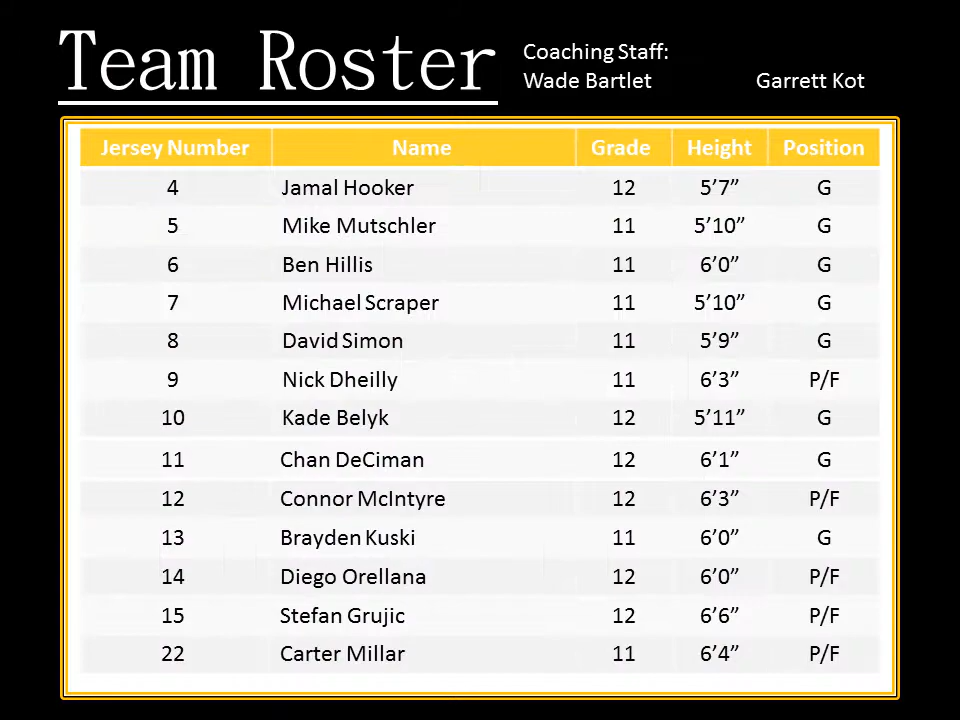 Team Roster
Coaching Staff:
Wade Bartlet Garrett Kot
Jersey Number Name Grade Height Position
4 Jamal Hooker 12 5’7” G
5 Mike Mutschler 11 5’10” G
6 Ben Hillis 11 6’0” G
7 Michael Scraper 11 5’10” G
8 David Simon 11 5’9” G
9 Nick Dheilly 11 6’3” P/F
10 Kade Belyk 12 5’11” G
11 Chan DeCiman 12 6’1” G
12 Connor McIntyre 12 6’3” P/F
13 Brayden Kuski 11 6’0” G
14 Diego Orellana 12 6’0” P/F
15 Stefan Grujic 12 6’6” P/F
22 Carter Millar 11 6’4” P/F